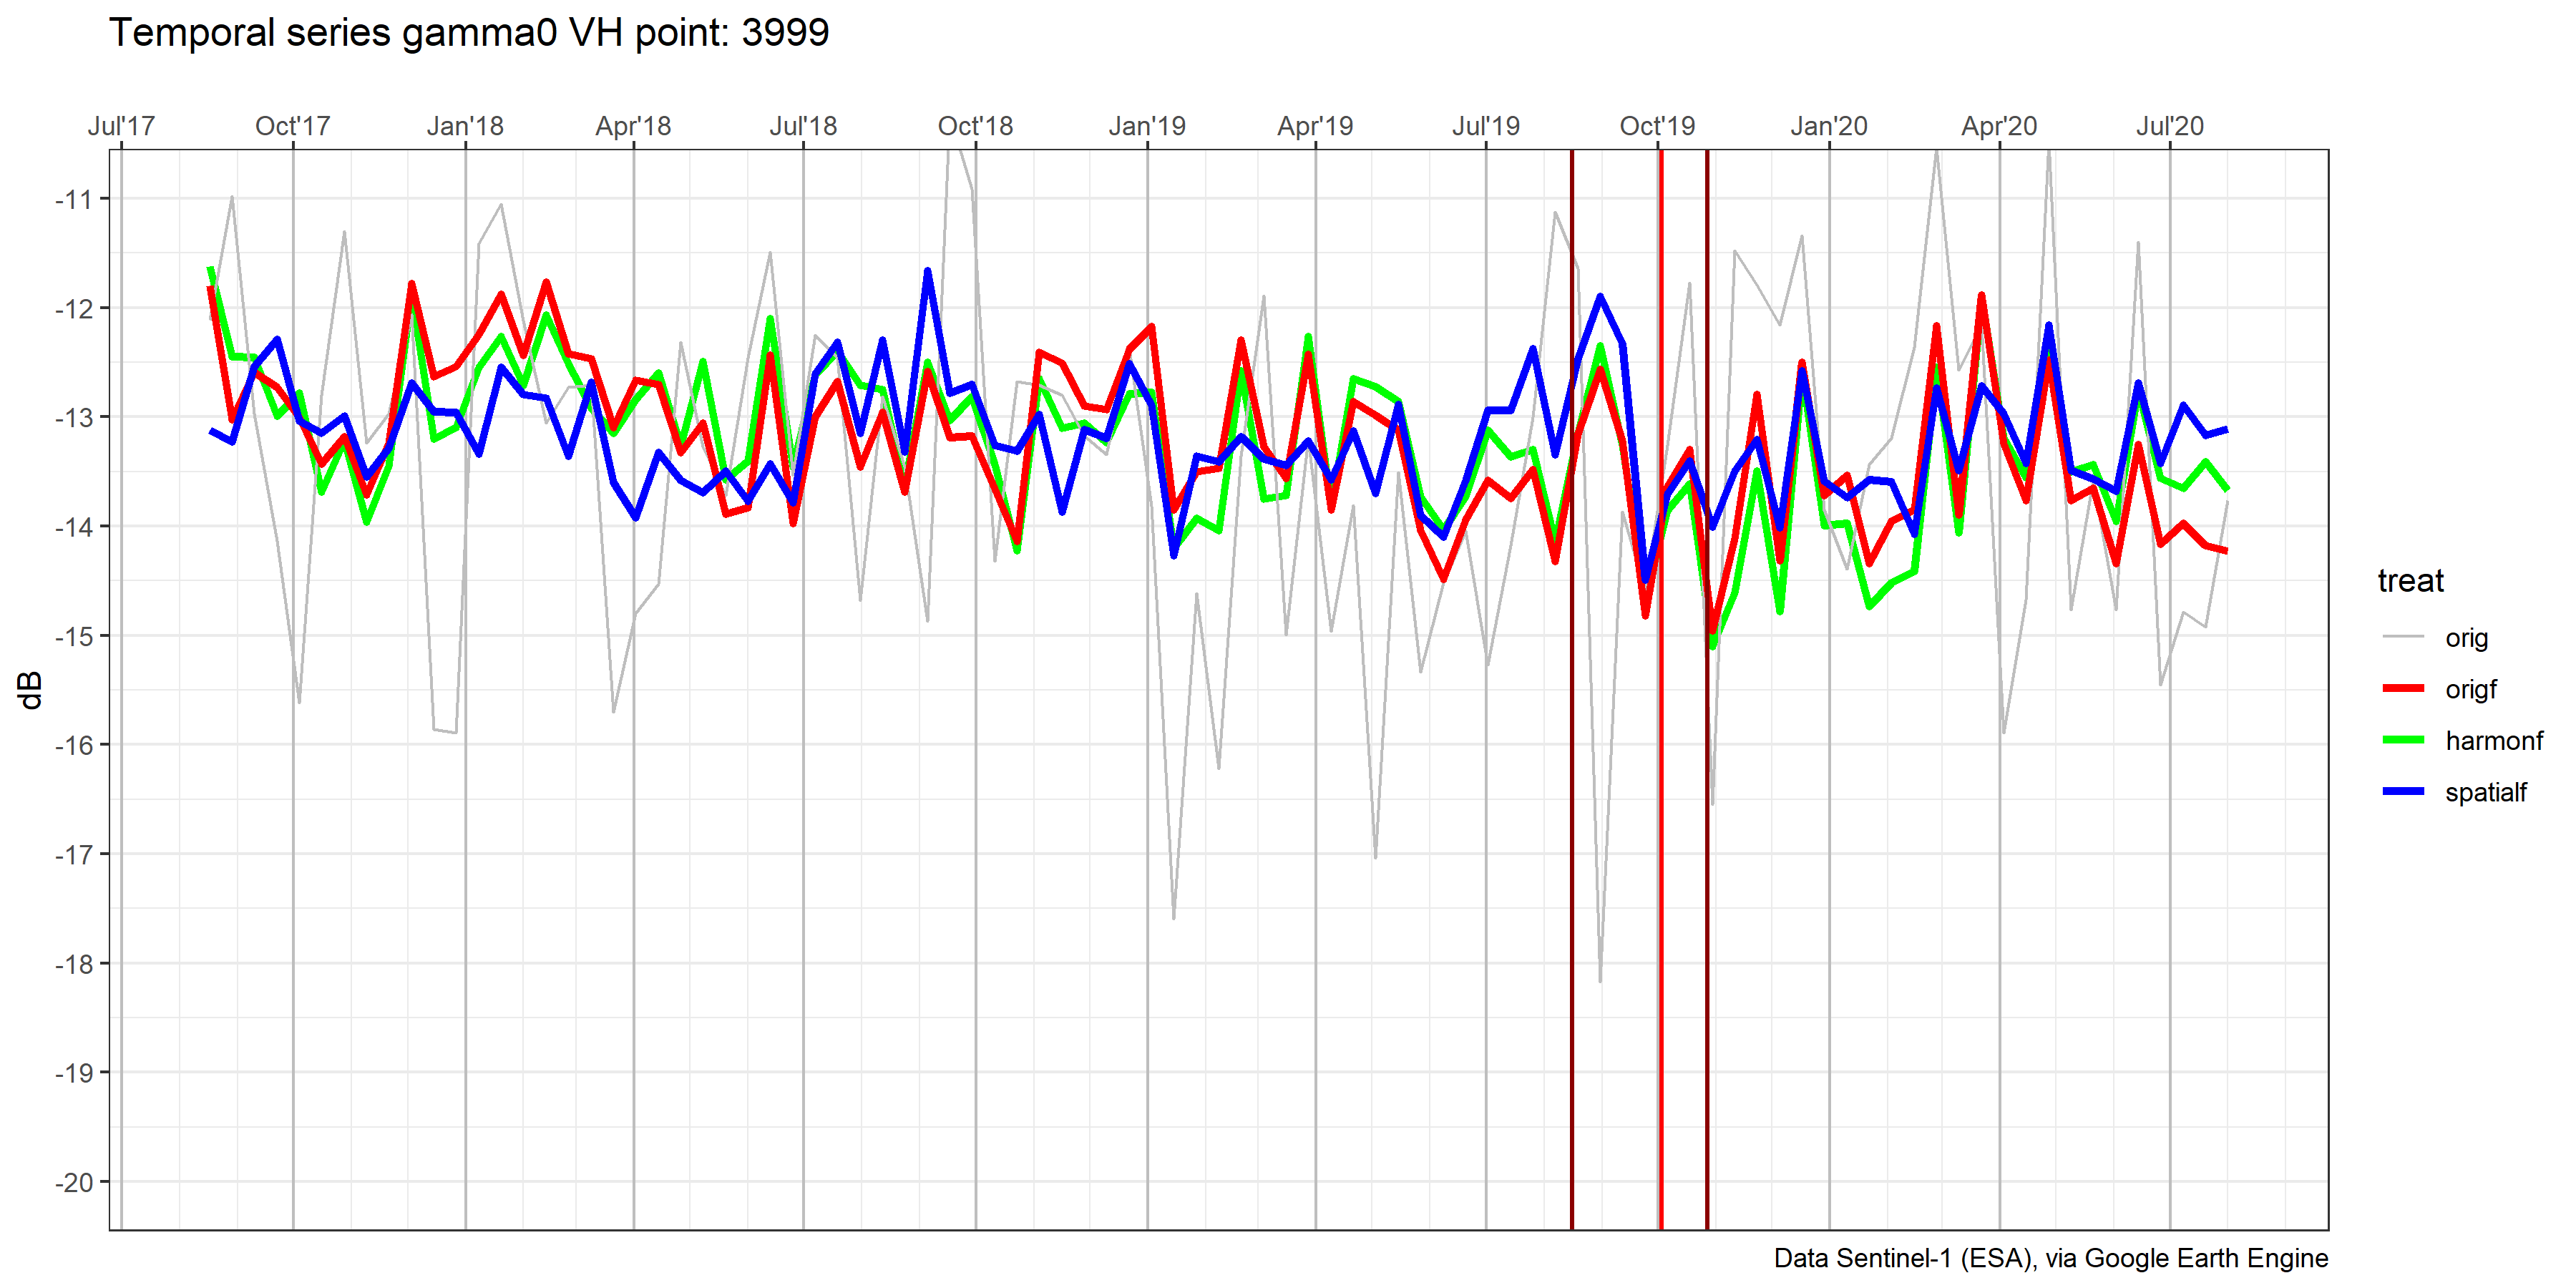 Temporal series gamma0 VH point: 3999
Jul'17 Oct'17 Jan'18 Apr'18 Jul'18 Oct'18 Jan'19 Apr'19 Jul'19 Oct'19 Jan'20 Apr'20 Jul'20
-11
-12
-13
-14
-15
-16
-17
-18
-19
-20
dB
treat
orig
origf
harmonf
spatialf
Data Sentinel-1 (ESA), via Google Earth Engine